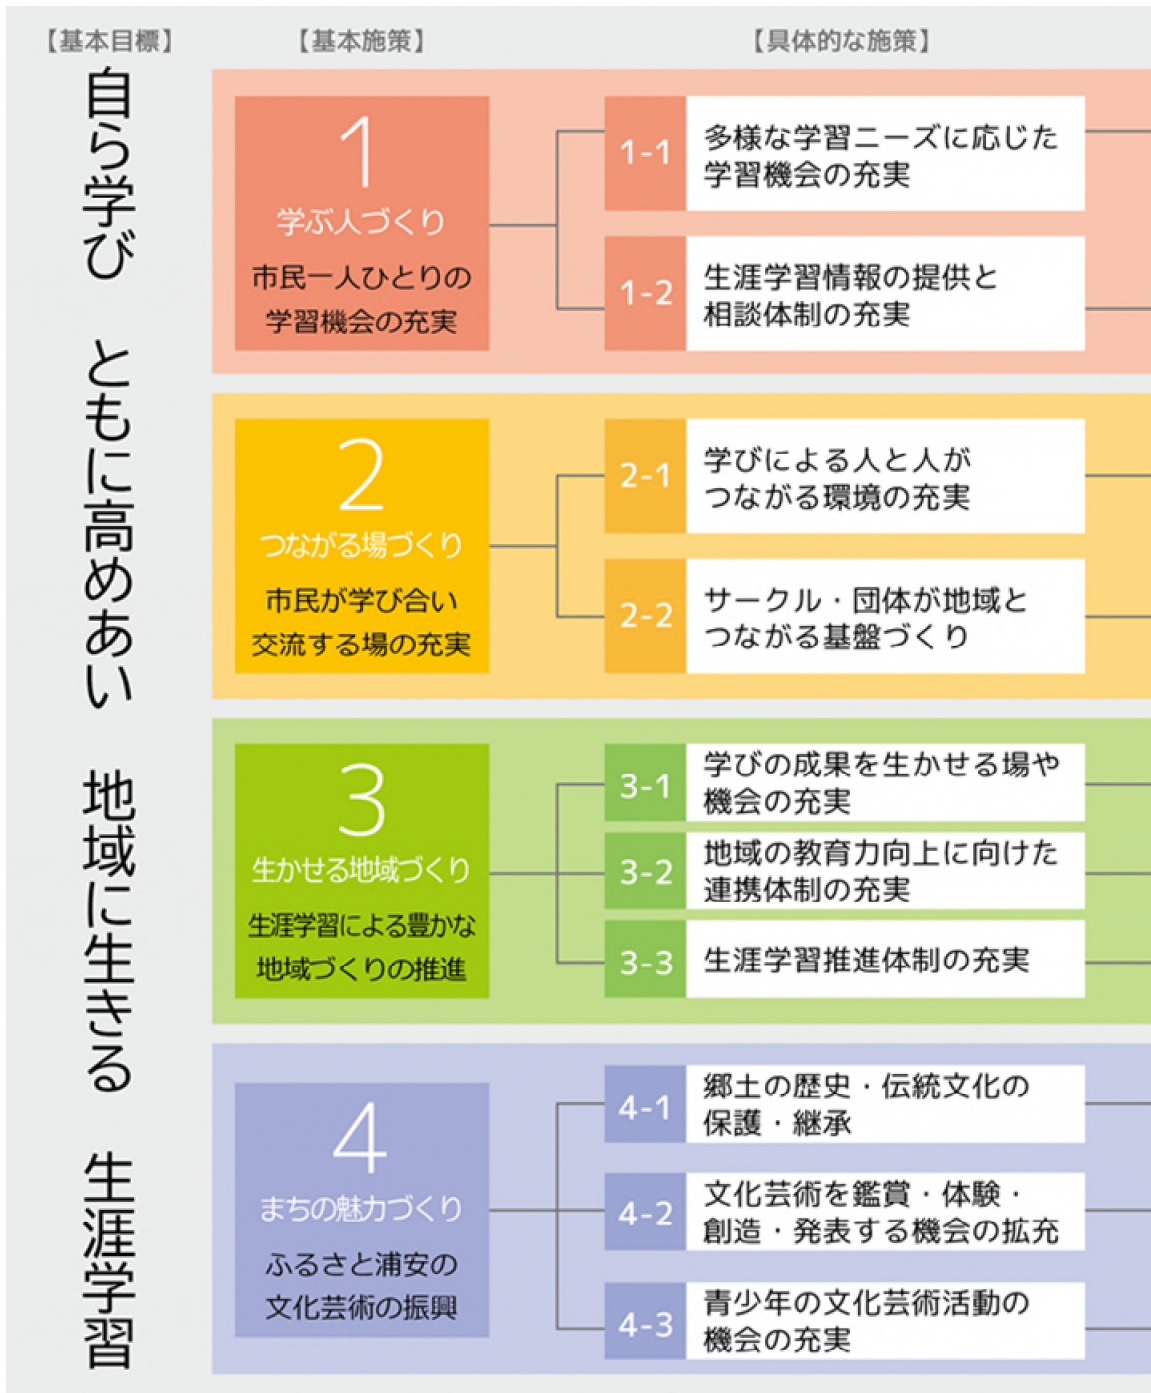 【基本目標】
【基本施策】
【具体的な施策】
自ら学び ともに高めあい 地域に生きる 生涯学習
1
学ぶ人づくり
市民一人ひとりの
学習機会の充実
1-1
多様な学習ニーズに応じた
学習機会の充実
1-2
生涯学習情報の提供と
相談体制の充実
2
つながる場づくり
市民が学び合い
交流する場の充実
2-1
学びによる人と人が
つながる環境の充実
2-2
サークル・団体が地域と
つながる基盤づくり
3
生かせる地域づくり
生涯学習による豊かな
地域づくりの推進
3-1
学びの成果を生かせる場や
機会の充実
3-2
地域の教育力向上に向けた
連携体制の充実
3-3
生涯学習推進体制の充実
4
まちの魅力づくり
ふるさと浦安の
文化芸術の振興
4-1
郷土の歴史・伝統文化の
保護・継承
4-2
文化芸術を鑑賞・体験・
創造・発表する機会の拡充
4-3
青少年の文化芸術活動の
機会の充実